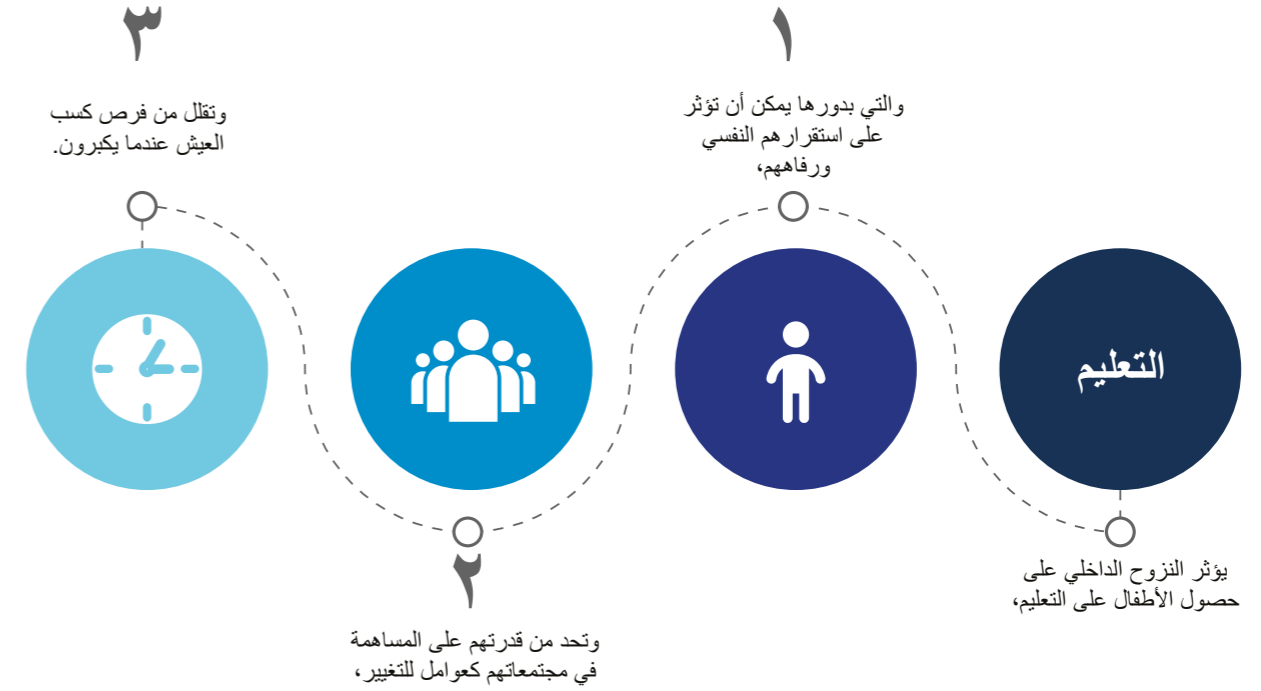 التعليم
يؤثر النزوح الداخلي على
حصول الأطفال على التعليم،
١
والتي بدورها يمكن أن تؤثر
على استقرارهم النفسي
ورفاههم،
٢
وتحد من قدرتهم على المساهمة
في مجتمعاتهم كعوامل للتغيير،
٣
وتقلل من فرص كسب
العيش عندما يكبرون.